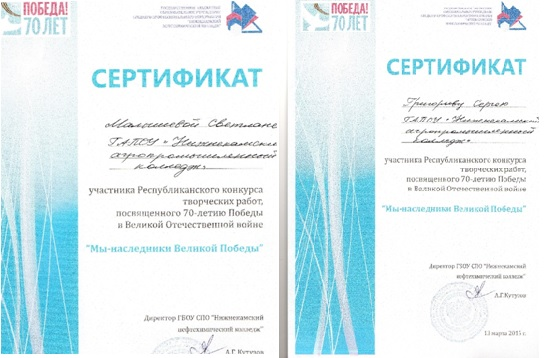 ПОБЕДА!
70 ЛЕТ
СЕРТИФИКАТ
Малышевой Светлане
ГАПОУ «Нижнекамский
агропромышленный
колледж»
участника Республиканского конкурса
творческих работ,
посвященного 70-летию Победы
в Великой Отечественной войне
"Мы-наследники Великой Победы"
Директор ГБОУ СПО "Нижнекамский
нефтехимический колледж"
А.Г. Кутузов
ПОБЕДА!
70 ЛЕТ
СЕРТИФИКАТ
Григорьеву Сергею
ГАПОУ «Нижнекамский
агропромышленный
колледж»
участника Республиканского конкурса
творческих работ,
посвященного 70-летию Победы
в Великой Отечественной войне
"Мы-наследники Великой Победы"
Директор ГБОУ СПО "Нижнекамский
нефтехимический колледж"
А.Г.Кутузов
13 марта 2015 г.